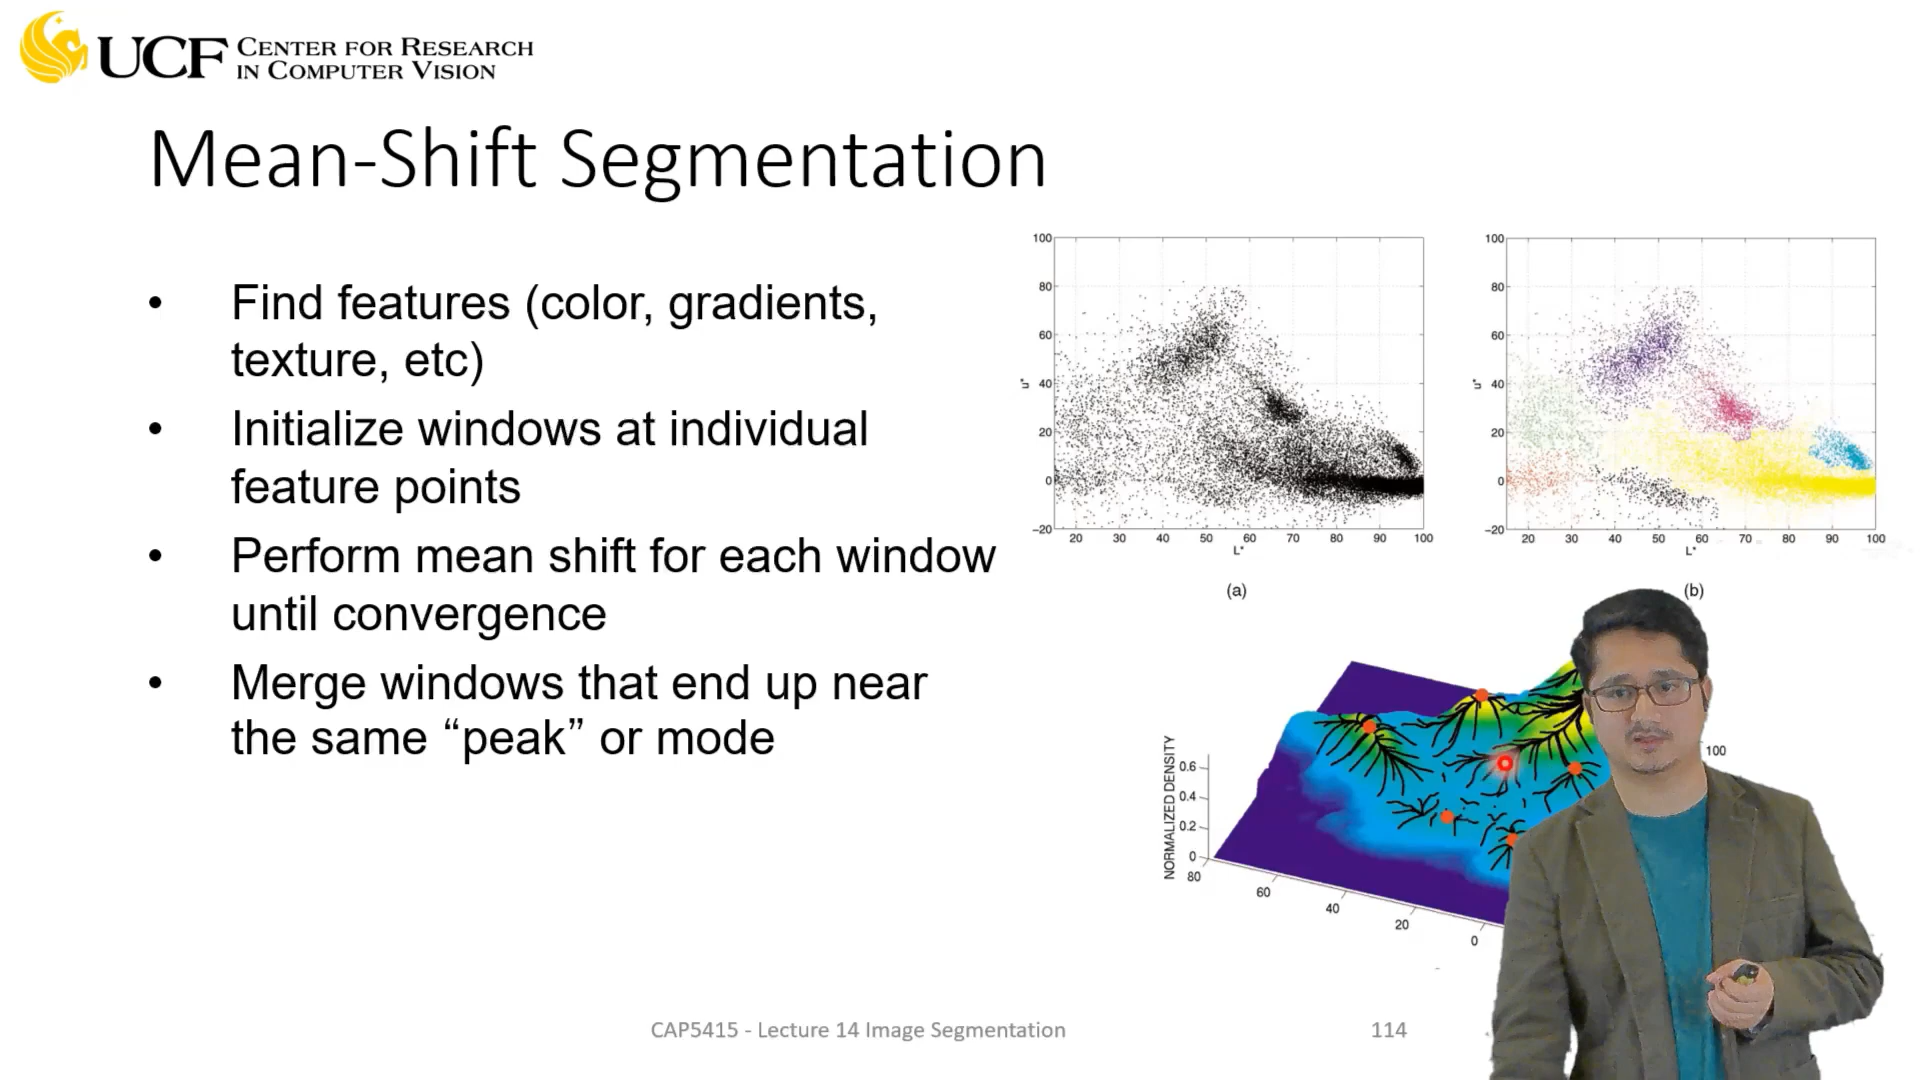 UCF CENTER FOR RESEARCH
IN COMPUTER VISION
Mean-Shift Segmentation
• Find features (color, gradients,
texture, etc)
• Initialize windows at individual
feature points
• Perform mean shift for each window
until convergence
• Merge windows that end up near
the same “peak” or mode
100
80
60
u* 40
20
0
−20
20 30 40 50 60 70 80 90 100
L*
(a)
100
80
60
u* 40
20
0
−20
20 30 40 50 60 70 80 90 100
L*
(b)
NORMALIZED DENSITY
0.6
0.4
0.2
0
80
60
40
20
0
100
CAP5415 - Lecture 14 Image Segmentation
114